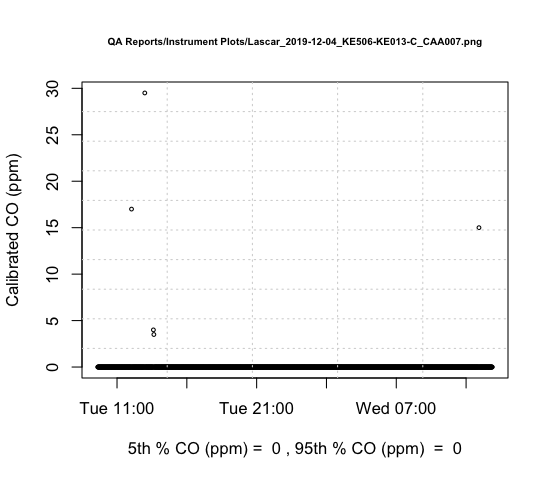 QA Reports/Instrument Plots/Lascar_2019-12-04_KE506-KE013-C_CAA007.png
30
25
20
15
10
5
0
Calibrated CO (ppm)
Tue 11:00 Tue 21:00 Wed 07:00
5th % CO (ppm) = 0 , 95th % CO (ppm) = 0